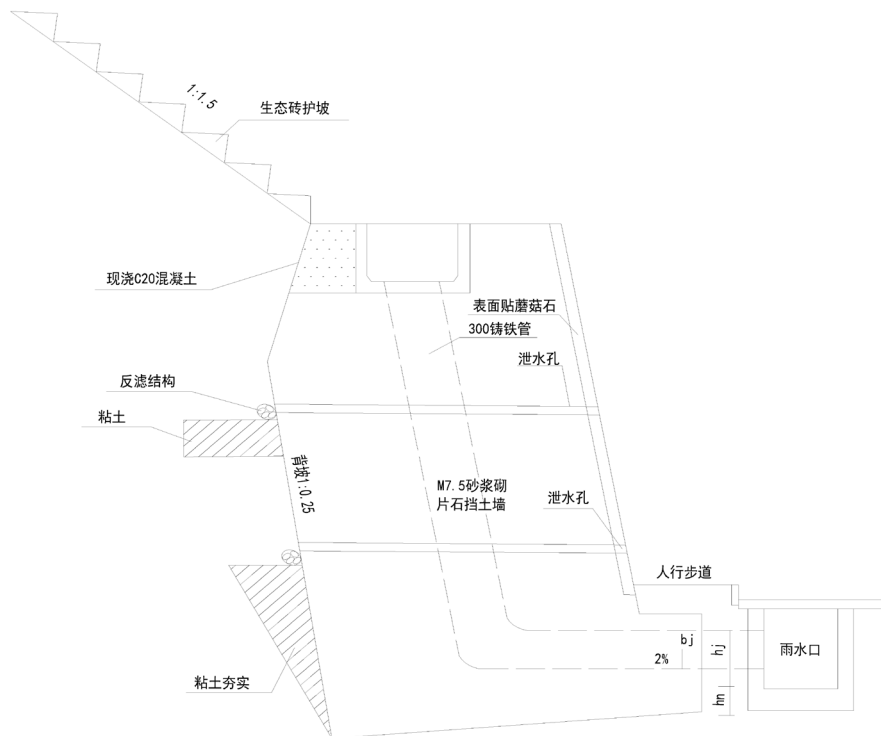 1:1.5
生态砖护坡
现浇C20混凝土
表面贴蘑菇石
300铸铁管
泄水孔
反滤结构
粘土
背坡1:0.25
M7.5砂浆砌
片石挡土墙
泄水孔
人行步道
bj
hj
雨水口
2%
粘土夯实
hn